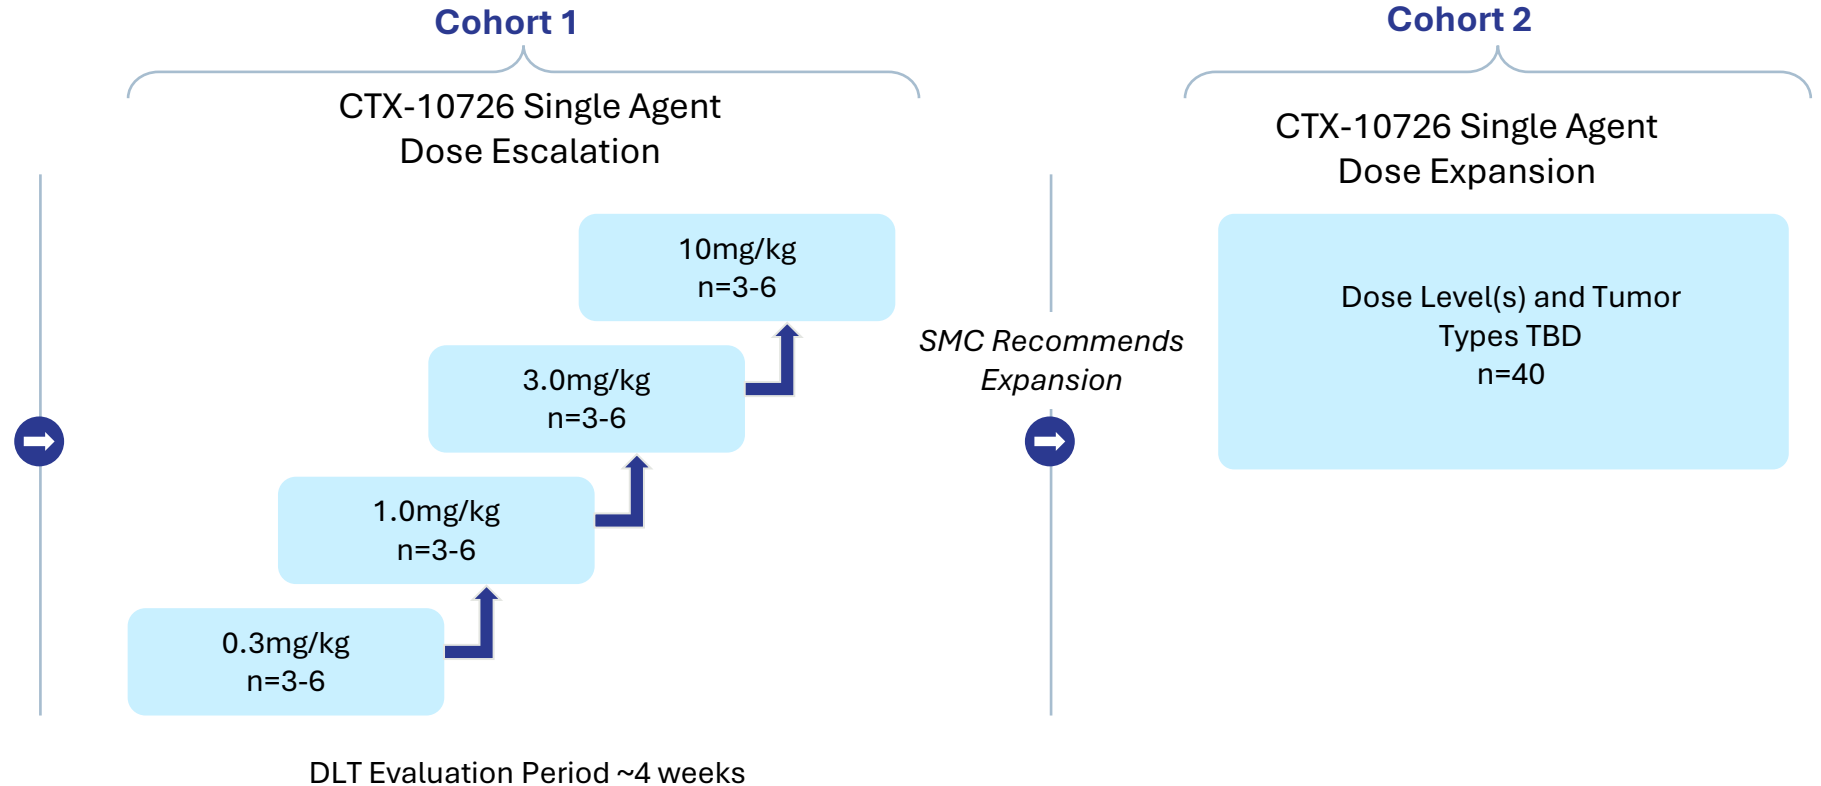 Cohort 1
CTX-10726 Single Agent
Dose Escalation
10mg/kg
n=3-6
3.0mg/kg
n=3-6
1.0mg/kg
n=3-6
0.3mg/kg
n=3-6
DLT Evaluation Period ~4 weeks
SMC Recommends
Expansion
Cohort 2
CTX-10726 Single Agent
Dose Expansion
Dose Level(s) and Tumor
Types TBD
n=40